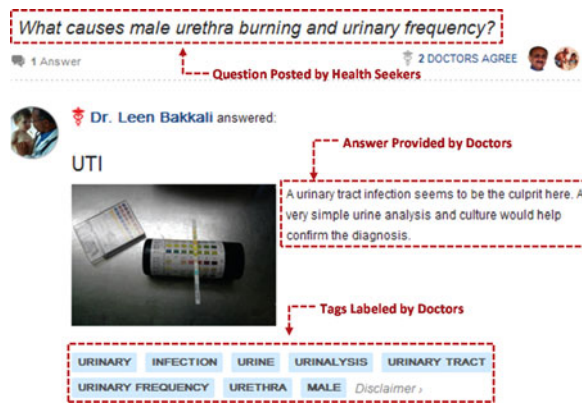 What causes male urethra burning and urinary frequency?
1 Answer
2 DOCTORS AGREE
Question Posted by Health Seekers
Dr. Leen Bakkali answered:
Answer Provided by Doctors
UTI
A urinary tract infection seems to be the culprit here. A
very simple urine analysis and culture would help
confirm the diagnosis.
Tags Labeled by Doctors
URINARY INFECTION URINE URINALYSIS URINARY TRACT
URINARY FREQUENCY URETHRA MALE Disclaimer ›